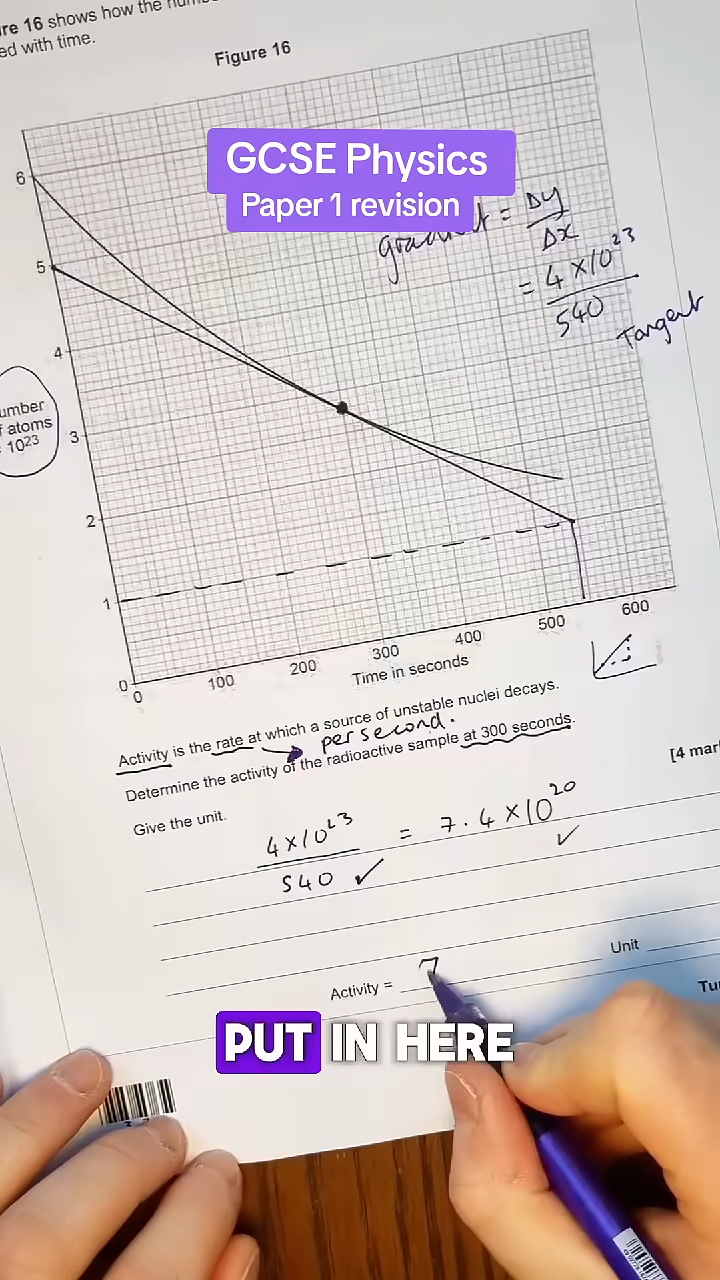 re 16 shows how the num
ed with time.
Figure 16
GCSE Physics
Paper 1 revision
gradient = Δy
Δx
= 4 ×10²³
540
Tangent
6
5
4
3
2
1
0
umber
f atoms
10²³
0
100
200
300
400
500
600
Time in seconds
Activity is the rate at which a source of unstable nuclei decays.
per second.
Determine the activity of the radioactive sample at 300 seconds.
[4 mar
Give the unit.
4×10²³ = 7.4 ×10²⁰
540 ✓ ✓
Activity = 7
Unit
Tu
PUT IN HERE